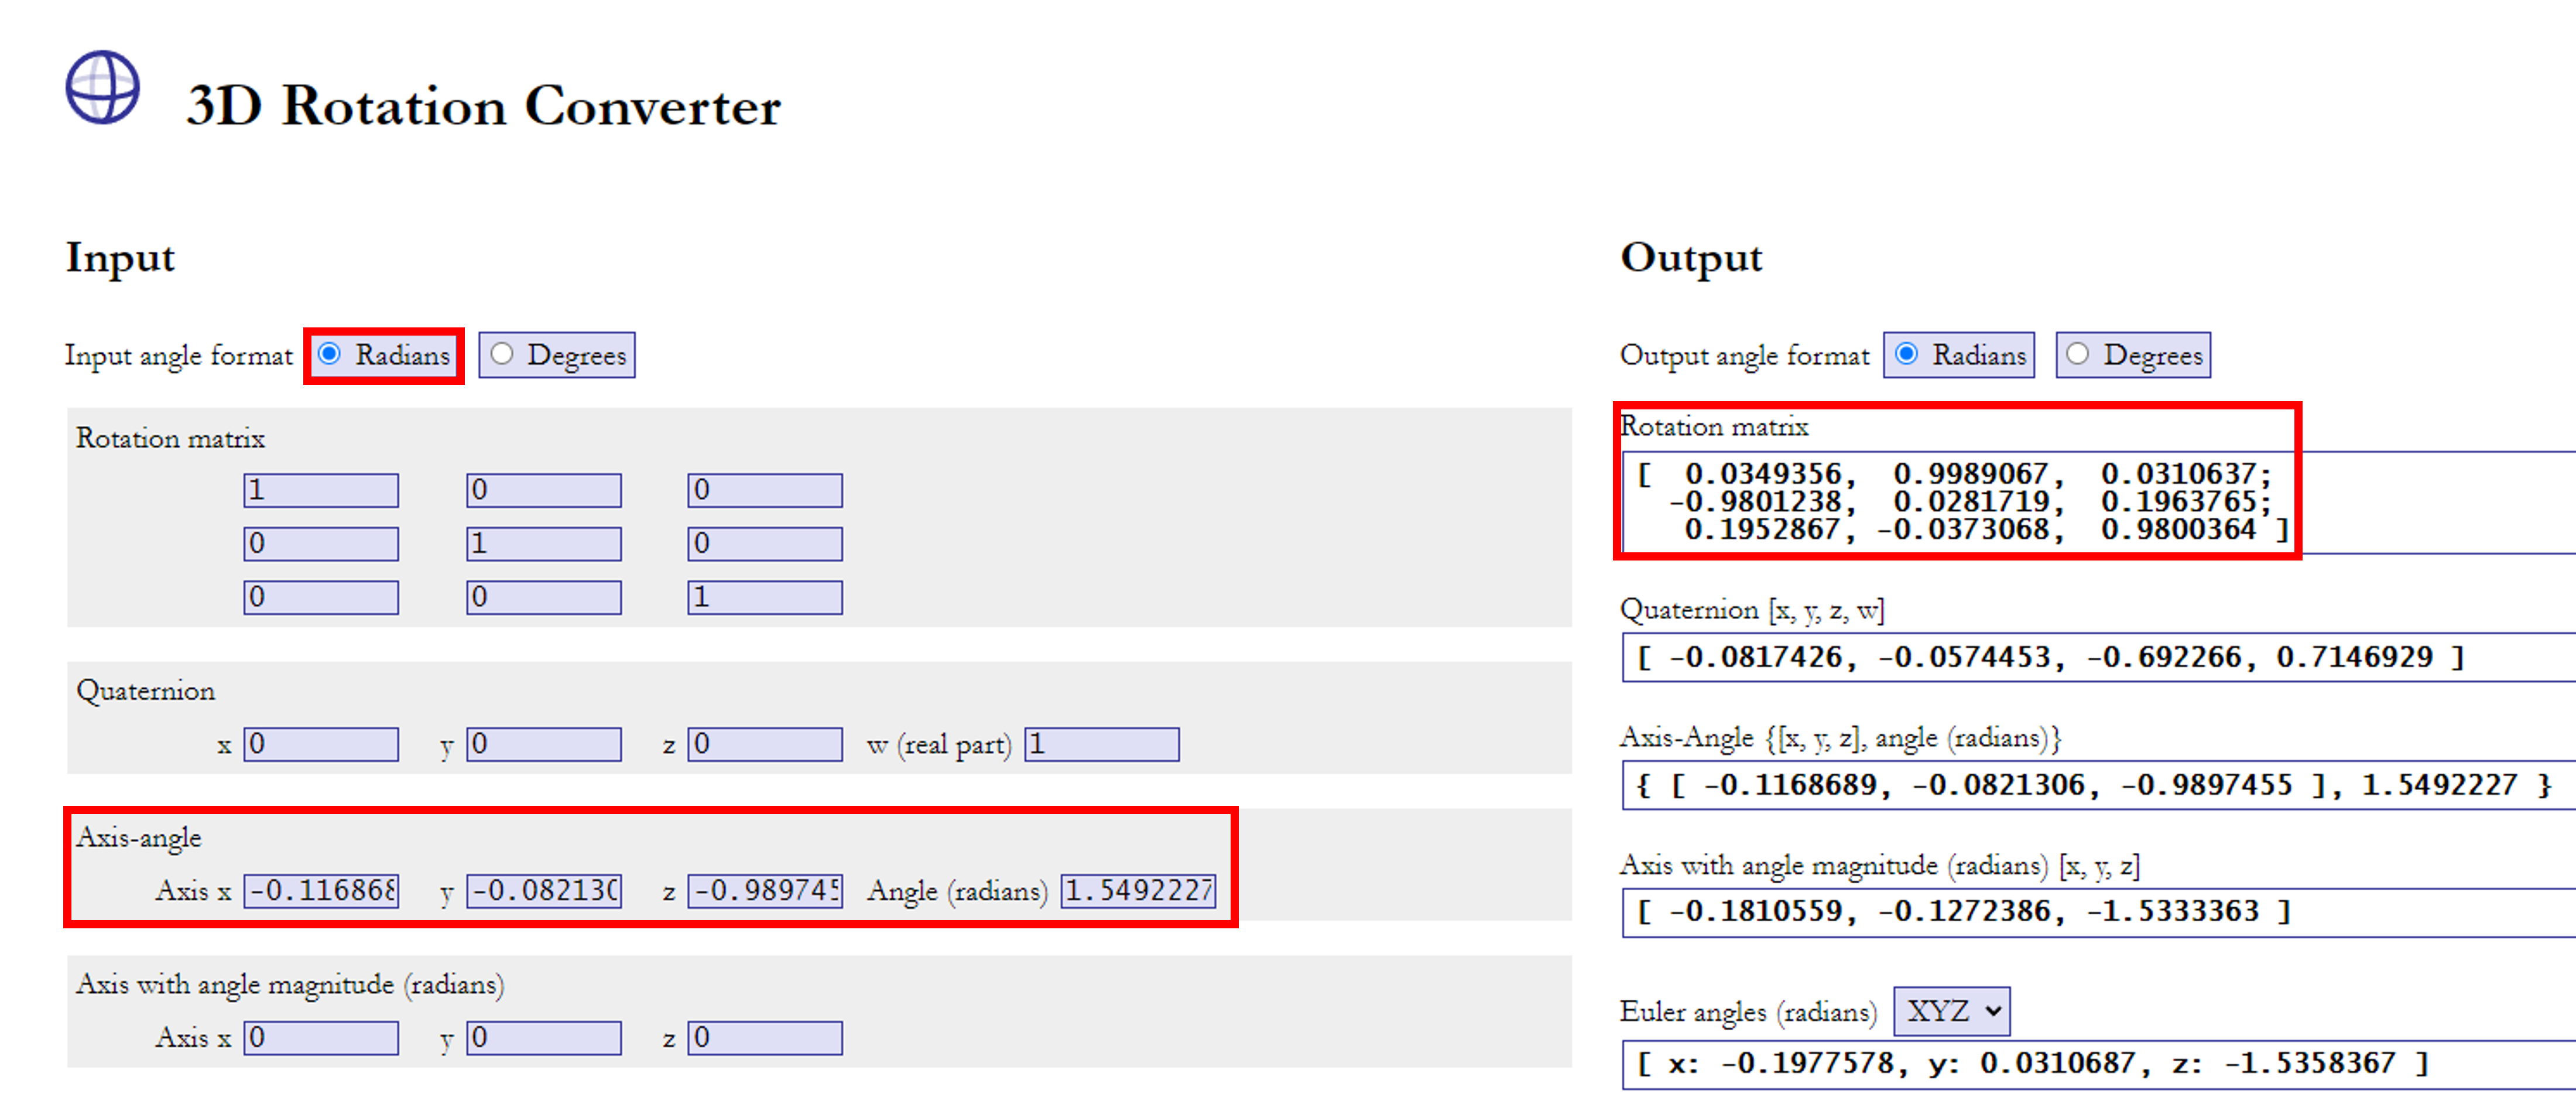 3D Rotation Converter
Input
Input angle format Radians Degrees
Rotation matrix
1 0 0
0 1 0
0 0 1
Quaternion
x 0 y 0 z 0 w (real part) 1
Axis-angle
Axis x -0.116868 y -0.082130 z -0.989745 Angle (radians) 1.5492227
Axis with angle magnitude (radians)
Axis x 0 y 0 z 0
Output
Output angle format Radians Degrees
Rotation matrix
[ 0.0349356, 0.9989067, 0.0310637;
-0.9801238, 0.0281719, 0.1963765;
0.1952867, -0.0373068, 0.9800364 ]
Quaternion [x, y, z, w]
[ -0.0817426, -0.0574453, -0.692266, 0.7146929 ]
Axis-Angle {[x, y, z], angle (radians)}
{ [ -0.1168689, -0.0821306, -0.9897455 ], 1.5492227 }
Axis with angle magnitude (radians) [x, y, z]
[ -0.1810559, -0.1272386, -1.5333363 ]
Euler angles (radians) XYZ
[ x: -0.1977578, y: 0.0310687, z: -1.5358367 ]